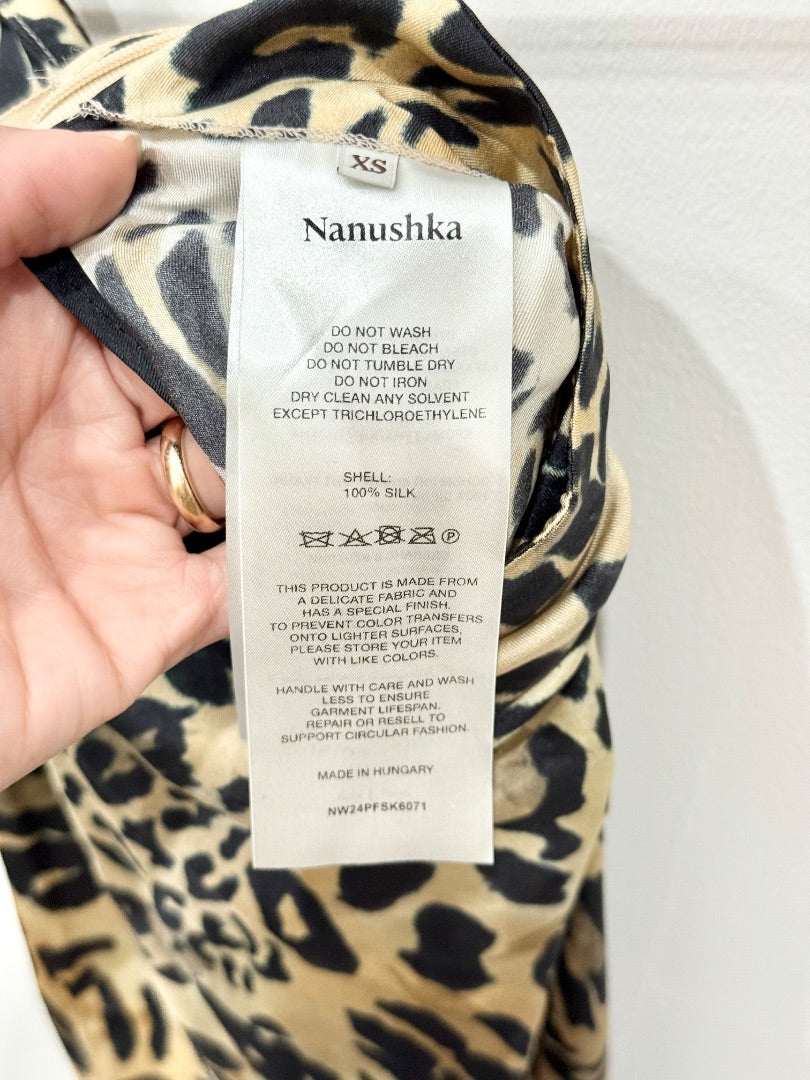 XS
Nanushka
DO NOT WASH
DO NOT BLEACH
DO NOT TUMBLE DRY
DO NOT IRON
DRY CLEAN ANY SOLVENT
EXCEPT TRICHLOROETHYLENE
SHELL:
100% SILK
P
THIS PRODUCT IS MADE FROM
A DELICATE FABRIC AND
HAS A SPECIAL FINISH.
TO PREVENT COLOR TRANSFERS
ONTO LIGHTER SURFACES,
PLEASE STORE YOUR ITEM
WITH LIKE COLORS.
HANDLE WITH CARE AND WASH
LESS TO ENSURE
GARMENT LIFESPAN.
REPAIR OR RESELL TO
SUPPORT CIRCULAR FASHION.
MADE IN HUNGARY
NW24PFSK6071